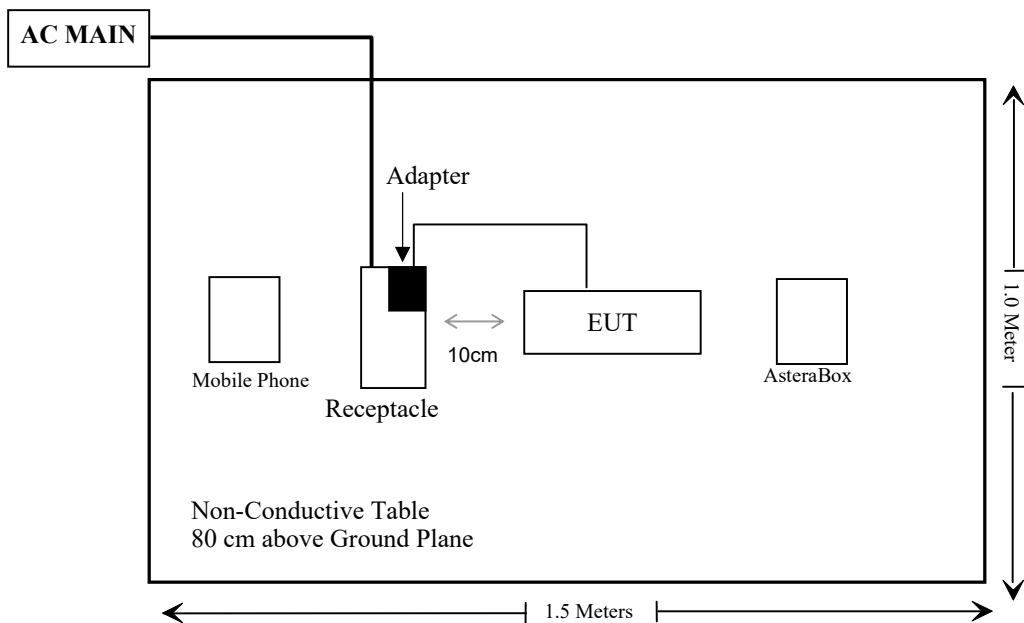 AC MAIN
Adapter
EUT
10cm
Mobile Phone
Receptacle
AsteraBox
1.0 Meter
Non-Conductive Table
80 cm above Ground Plane
1.5 Meters